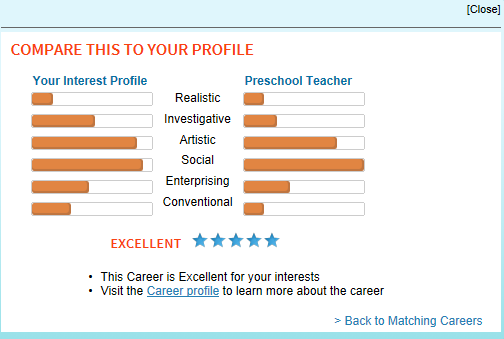 [Close]
COMPARE THIS TO YOUR PROFILE
Your Interest Profile Preschool Teacher
Realistic
Investigative
Artistic
Social
Enterprising
Conventional
EXCELLENT
• This Career is Excellent for your interests
• Visit the Career profile to learn more about the career
> Back to Matching Careers